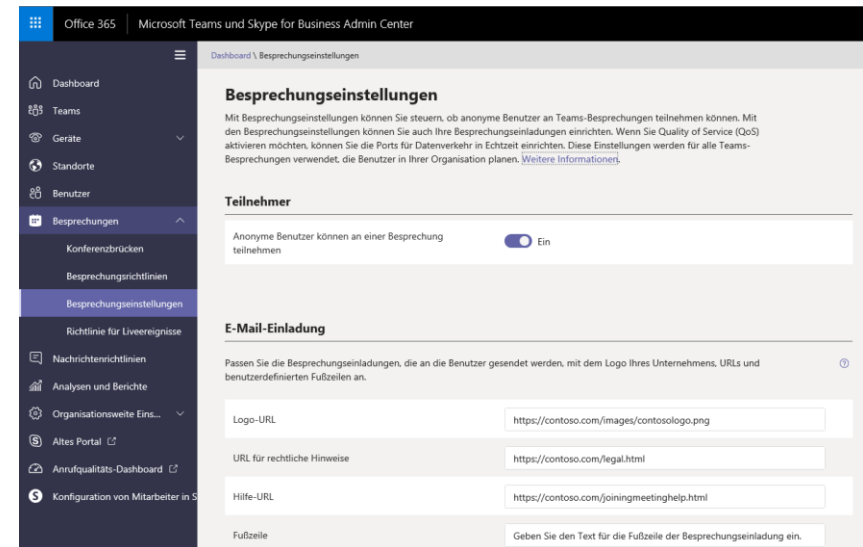 Office 365 Microsoft Teams und Skype for Business Admin Center
Dashboard \ Besprechungseinstellungen
Dashboard
Teams
Geräte
Standorte
Benutzer
Besprechungen
Konferenzbrücken
Besprechungsrichtlinien
Besprechungseinstellungen
Richtlinie für Liveereignisse
Nachrichtenrichtlinien
Analysen und Berichte
Organisationsweite Eins...
Altes Portal
Anrufqualitäts-Dashboard
Konfiguration von Mitarbeiter in S
Besprechungseinstellungen
Mit Besprechungseinstellungen können Sie steuern, ob anonyme Benutzer an Teams-Besprechungen teilnehmen können. Mit
den Besprechungseinstellungen können Sie auch Ihre Besprechungseinladungen einrichten. Wenn Sie Quality of Service (QoS)
aktivieren möchten, können Sie die Ports für Datenverkehr in Echtzeit einrichten. Diese Einstellungen werden für alle Teams-
Besprechungen verwendet, die Benutzer in Ihrer Organisation planen. Weitere Informationen.
Teilnehmer
Anonyme Benutzer können an einer Besprechung
teilnehmen
Ein
E-Mail-Einladung
Passen Sie die Besprechungseinladungen, die an die Benutzer gesendet werden, mit dem Logo Ihres Unternehmens, URLs und
benutzerdefinierten Fußzeilen an.
Logo-URL
https://contoso.com/images/contosologo.png
URL für rechtliche Hinweise
https://contoso.com/legal.html
Hilfe-URL
https://contoso.com/joiningmeetinghelp.html
Fußzeile
Geben Sie den Text für die Fußzeile der Besprechungseinladung ein.